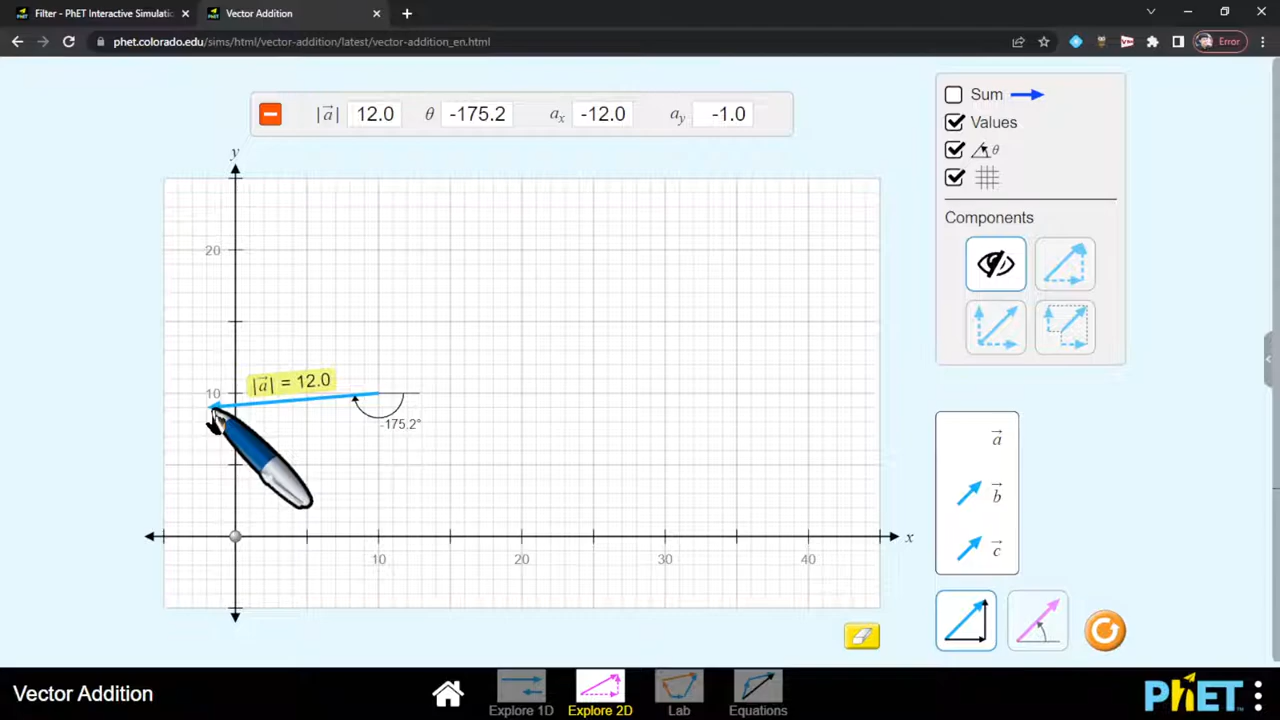 Filter - PhET Interactive Simulatic
Vector Addition
phet.colorado.edu/sims/html/vector-addition/latest/vector-addition_en.html
Error
|a⃗| 12.0 θ -175.2 aₓ -12.0 aᵧ -1.0
Sum
Values
θ
Components
y
20
10
|a⃗| = 12.0
-175.2°
x
10 20 30 40
a⃗
b⃗
c⃗
Vector Addition
Explore 1D
Explore 2D
Lab
Equations
PhET